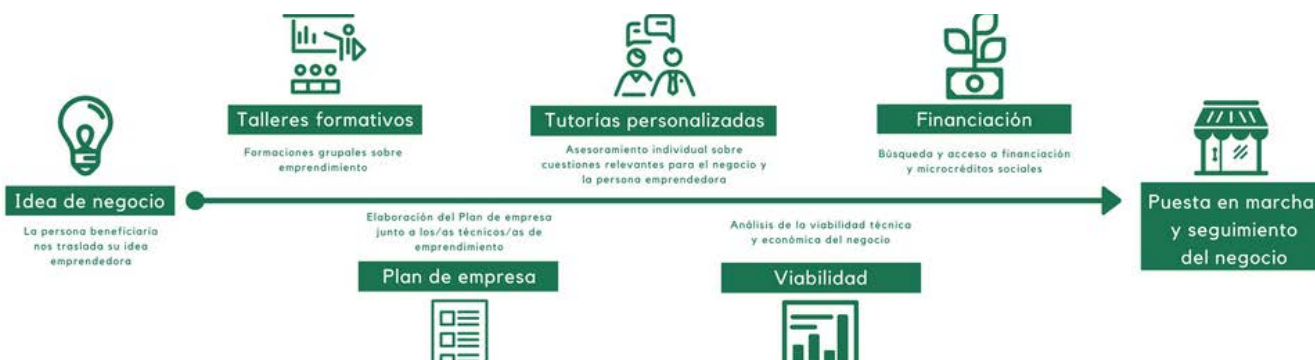 Idea de negocio
La persona beneficiaria
nos traslada su idea
emprendedora
Talleres formativos
Formaciones grupales sobre
emprendimiento
Elaboración del Plan de empresa
junto a los/as técnicos/as de
emprendimiento
Plan de empresa
Tutorías personalizadas
Asesoramiento individual sobre
cuestiones relevantes para el negocio y
la persona emprendedora
Análisis de la viabilidad técnica
y económica del negocio
Viabilidad
Financiación
Búsqueda y acceso a financiación
y microcréditos sociales
Puesta en marcha
y seguimiento
del negocio